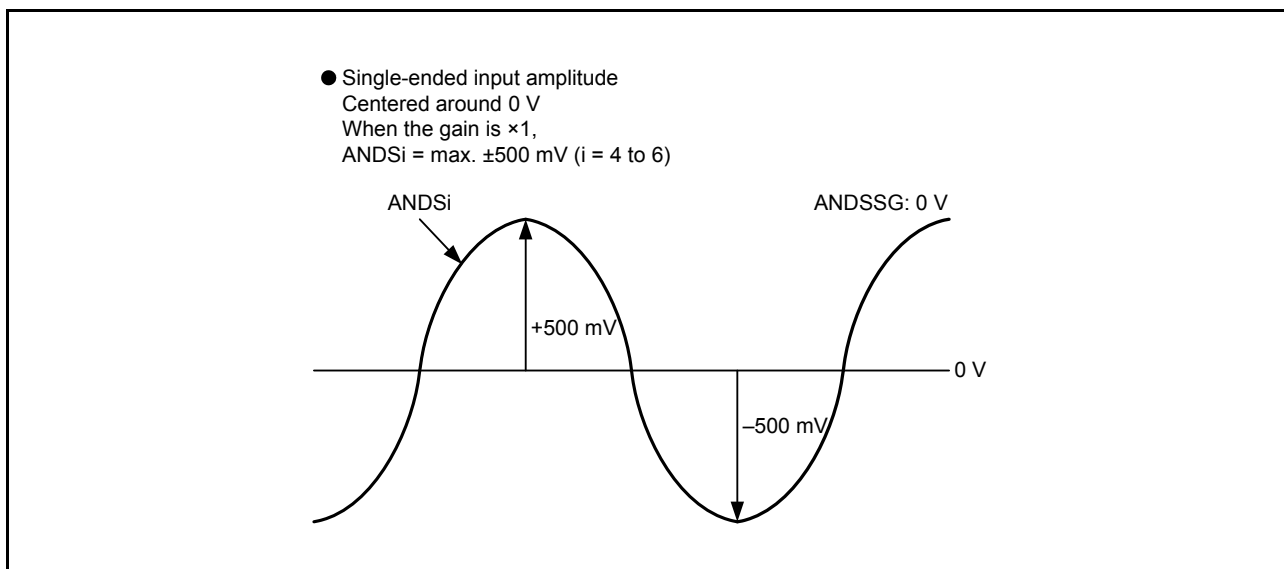 ● Single-ended input amplitude
Centered around 0 V
When the gain is ×1,
ANDSi = max. ±500 mV (i = 4 to 6)
ANDSi
ANDSSG: 0 V
+500 mV
0 V
–500 mV